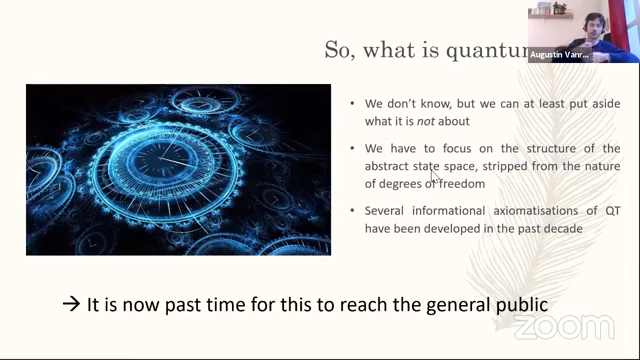 So, what is quantu
Augustin Vanr...
• We don't know, but we can at least put aside
what it is not about
• We have to focus on the structure of the
abstract state space, stripped from the nature
of degrees of freedom
• Several informational axiomatisations of QT
have been developed in the past decade
→ It is now past time for this to reach the general public
zoom